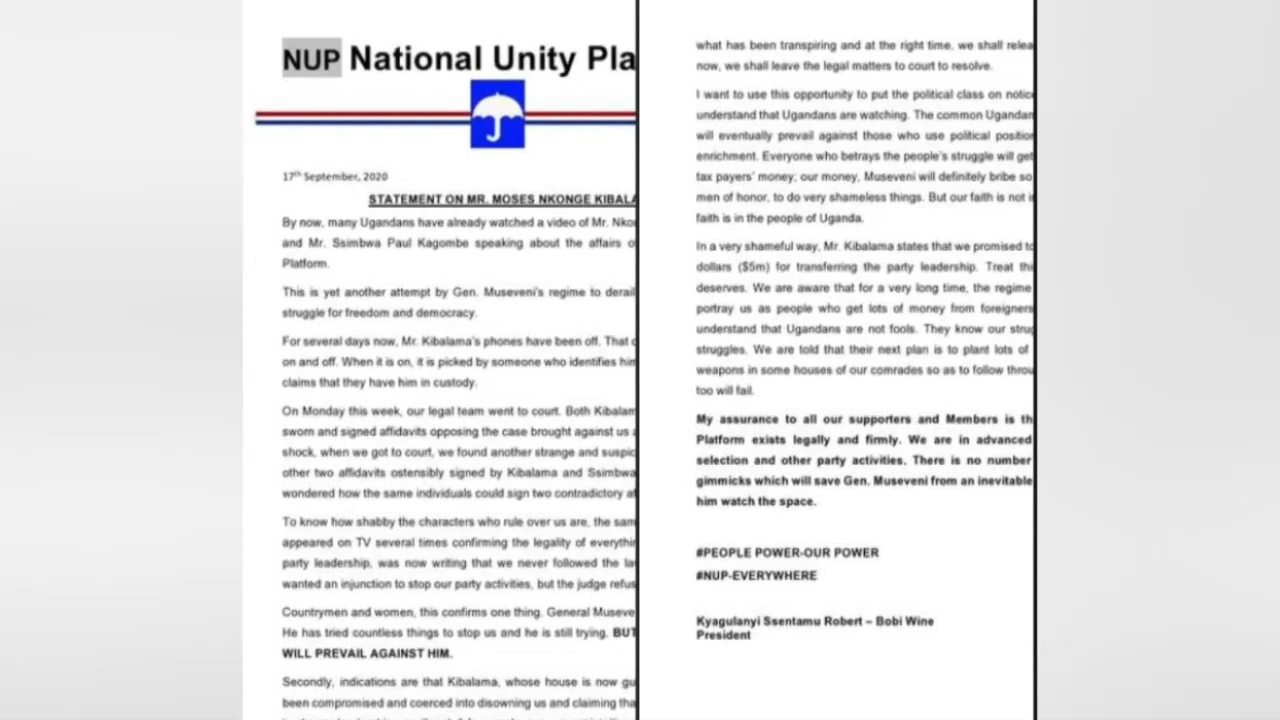 NUP National Unity Pla
17th September, 2020
STATEMENT ON MR. MOSES NKONGE KIBALA
By now, many Ugandans have already watched a video of Mr. Nko
and Mr. Ssimbwa Paul Kagombe speaking about the affairs o
Platform.
This is yet another attempt by Gen. Museveni's regime to derail
struggle for freedom and democracy.
For several days now, Mr. Kibalama's phones have been off. That
on and off. When it is on, it is picked by someone who identifies him
claims that they have him in custody.
On Monday this week, our legal team went to court. Both Kibalam
sworn and signed affidavits opposing the case brought against us
shock, when we got to court, we found another strange and suspic
other two affidavits ostensibly signed by Kibalama and Ssimbwa
wondered how the same individuals could sign two contradictory af
To know how shabby the characters who rule over us are, the sam
appeared on TV several times confirming the legality of everythin
party leadership, was now writing that we never followed the la
wanted an injunction to stop our party activities, but the judge refus
Countrymen and women, this confirms one thing. General Museve
He has tried countless things to stop us and he is still trying. BUT
WILL PREVAIL AGAINST HIM.
Secondly, indications are that Kibalama, whose house is now gu
been compromised and coerced into disowning us and claiming tha
what has been transpiring and at the right time, we shall relea
now, we shall leave the legal matters to court to resolve.
I want to use this opportunity to put the political class on notic
understand that Ugandans are watching. The common Ugandan
will eventually prevail against those who use political position
enrichment. Everyone who betrays the people's struggle will get
tax payers' money; our money, Museveni will definitely bribe so
men of honor, to do very shameless things. But our faith is not i
faith is in the people of Uganda.
In a very shameful way, Mr. Kibalama states that we promised to
dollars ($5m) for transferring the party leadership. Treat thi
deserves. We are aware that for a very long time, the regime
portray us as people who get lots of money from foreigners
understand that Ugandans are not fools. They know our strug
struggles. We are told that their next plan is to plant lots of
weapons in some houses of our comrades so as to follow throu
too will fail.
My assurance to all our supporters and Members is th
Platform exists legally and firmly. We are in advanced
selection and other party activities. There is no number
gimmicks which will save Gen. Museveni from an inevitable
him watch the space.
#PEOPLE POWER-OUR POWER
#NUP-EVERYWHERE
Kyagulanyi Ssentamu Robert – Bobi Wine
President